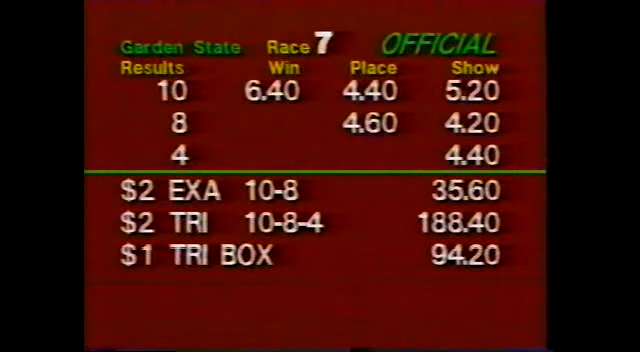 Garden State Race 7 OFFICIAL
Results Win Place Show
10 6.40 4.40 5.20
8 4.60 4.20
4 4.40
$2 EXA 10-8 35.60
$2 TRI 10-8-4 188.40
$1 TRI BOX 94.20